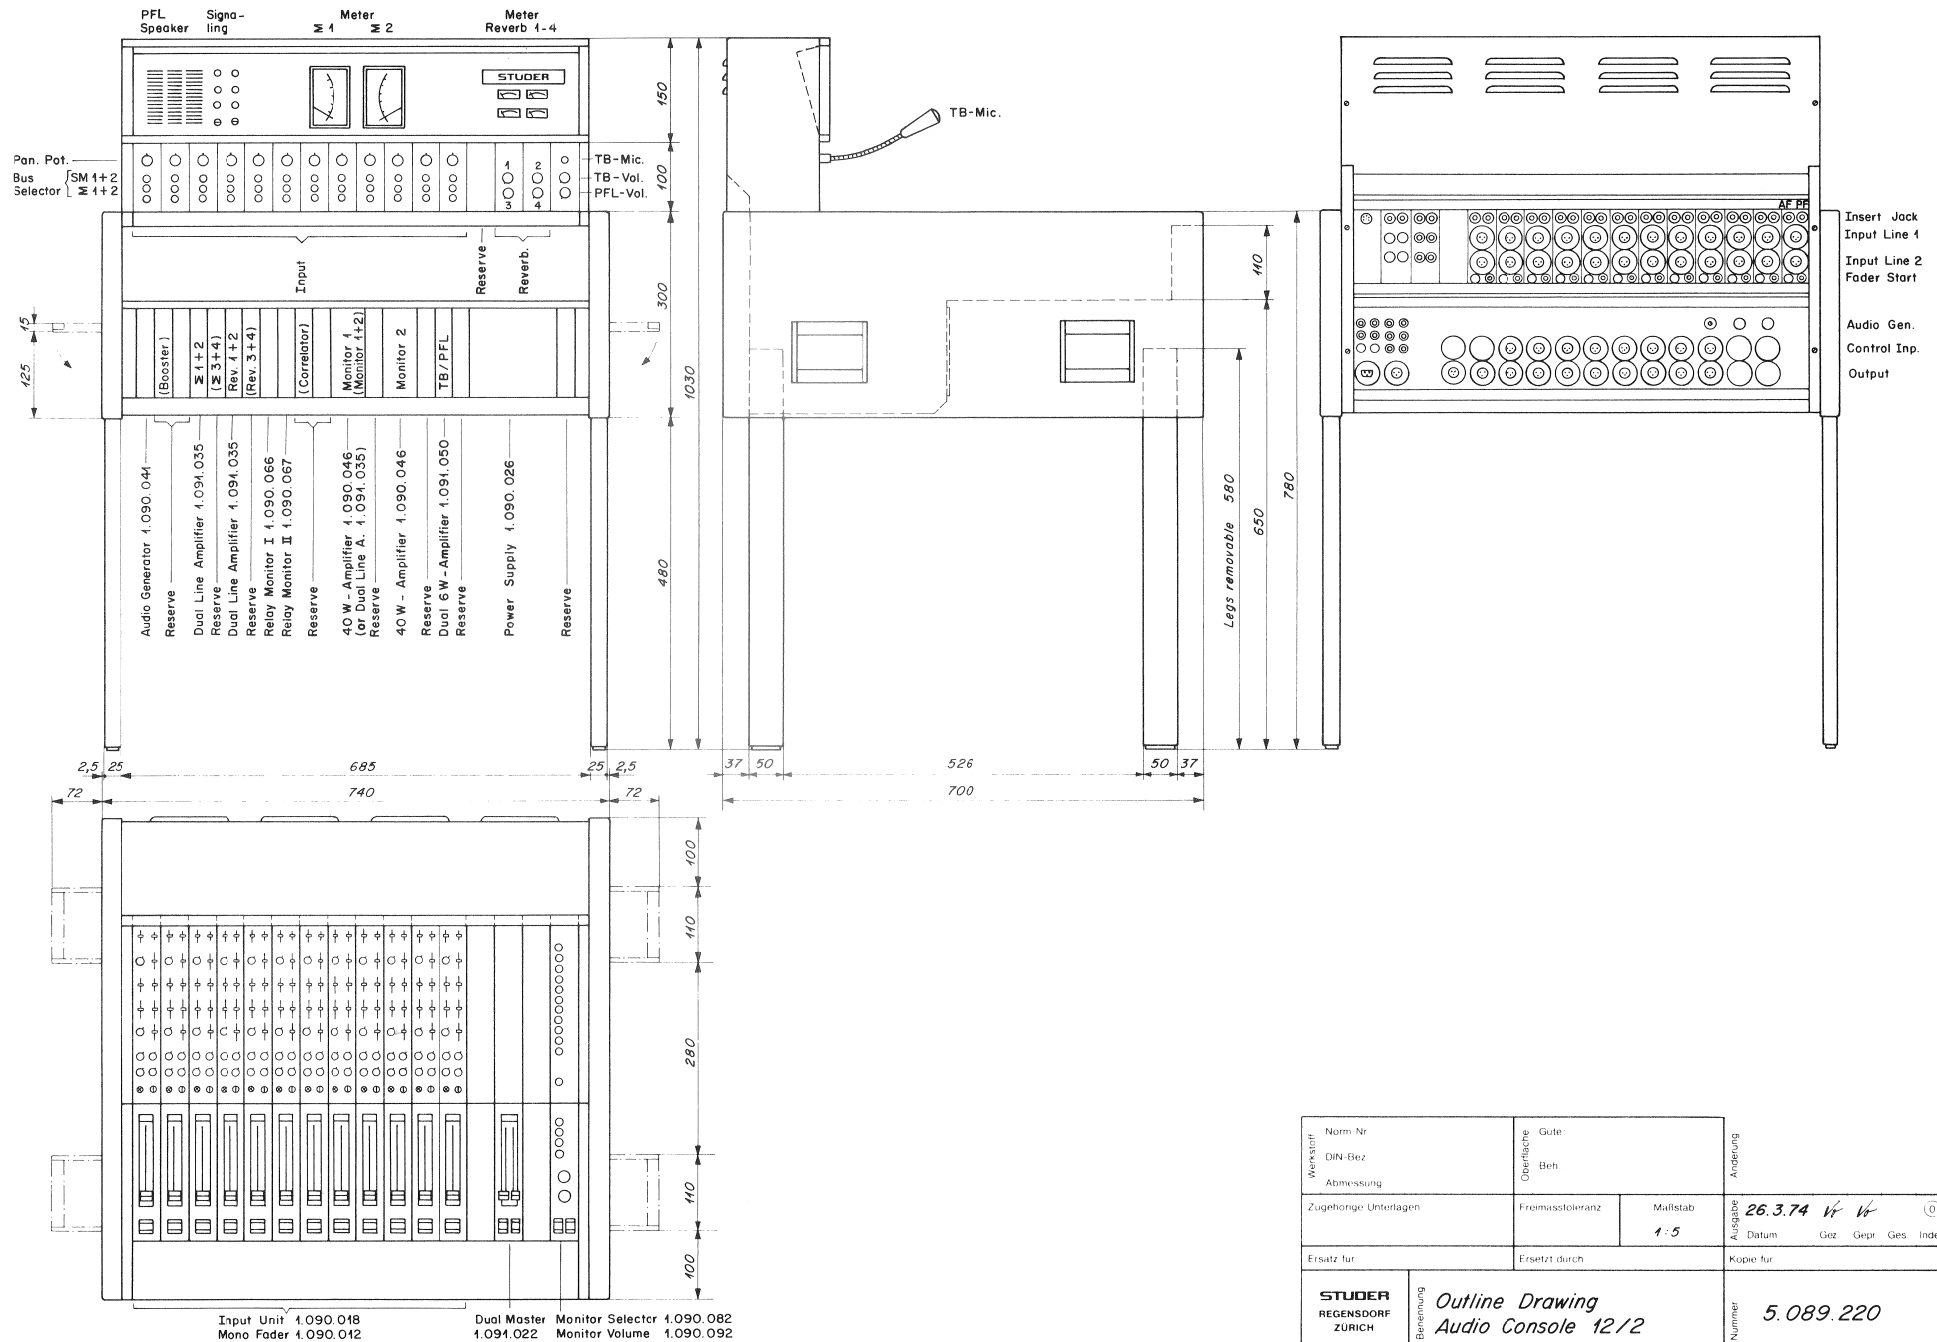 PFL Speaker
Signa- ling
Meter
M 1 M 2
Meter Reverb 1-4
STUDER
Pan. Pot.
Bus Selector { SM 1+2 M 1+2
1 2
3 4
TB-Mic.
TB-Vol.
PFL-Vol.
Input
Reserve
Reverb.
(Booster)
Σ 1+2
(Σ 3+4)
Rev. 1+2
(Rev. 3+4)
(Correlator)
Monitor 1
(Monitor 1+2)
Monitor 2
TB/PFL
Audio Generator 1.090.041
Reserve
Dual Line Amplifier 1.091.035
Reserve
Dual Line Amplifier 1.091.035
Reserve
Relay Monitor I 1.090.066
Relay Monitor II 1.090.067
Reserve
40 W - Amplifier 1.090.046
(or Dual Line A. 1.091.035)
Reserve
40 W - Amplifier 1.090.046
Reserve
Dual 6 W - Amplifier 1.091.050
Reserve
Power Supply 1.090.026
Reserve
15
125
150
100
300
480
1030
2,5 25 685 25 2,5
72 740 72
TB-Mic.
110
Legs removable 580
650
780
37 50 526 50 37
700
AF PF
Insert Jack
Input Line 1
Input Line 2
Fader Start
Audio Gen.
Control Inp.
Output
100
110
280
110
100
Input Unit 1.090.018
Mono Fader 1.090.012
Dual Master
1.091.022
Monitor Selector 1.090.082
Monitor Volume 1.090.092
Werkstoff
Norm-Nr
DIN-Bez
Abmessung
Oberfläche
Güte:
Beh
Änderung
Zugehörige Unterlagen
Freimasstoleranz
Maßstab
1:5
Ausgabe
26.3.74
0
Datum Gez. Gepr. Ges. Inde
Ersatz für
Ersetzt durch
Kopie für
STUDER
REGENSDORF
ZÜRICH
Benennung
Outline Drawing
Audio Console 12/2
Nummer
5.089.220